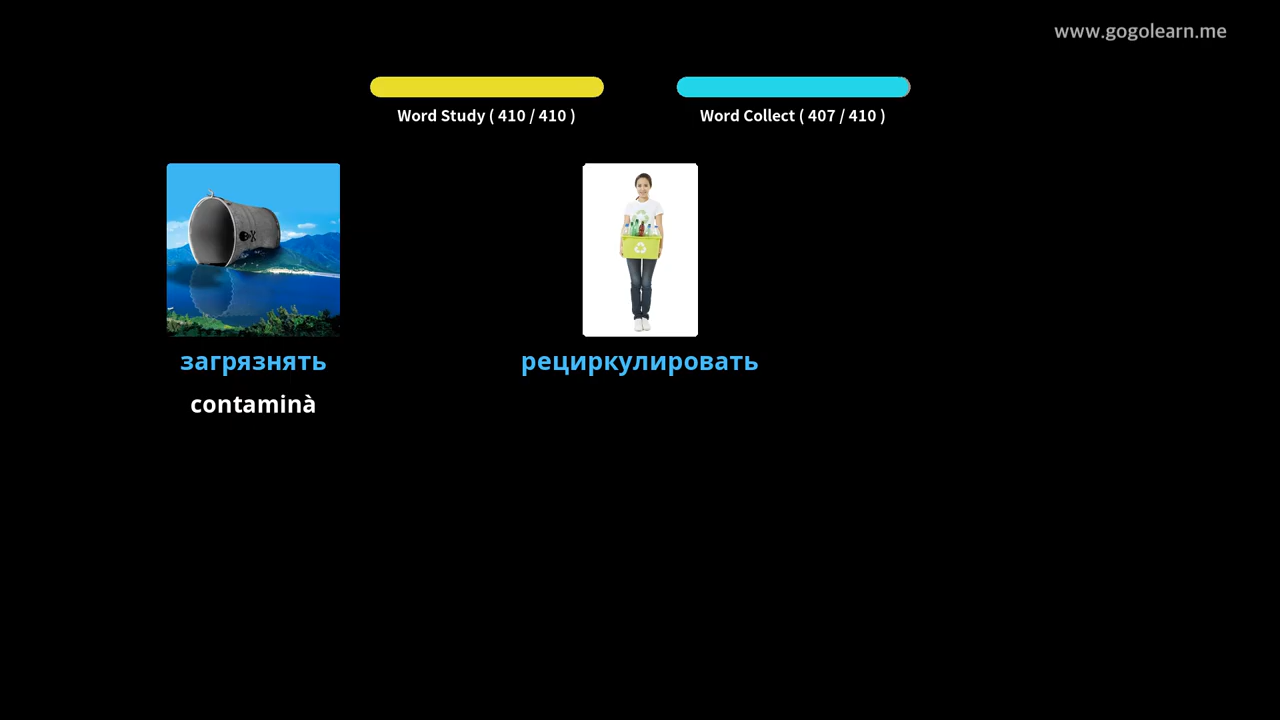 www.gogolearn.me
Word Study ( 410 / 410 )
Word Collect ( 407 / 410 )
загрязнять
рециркулировать
contaminà